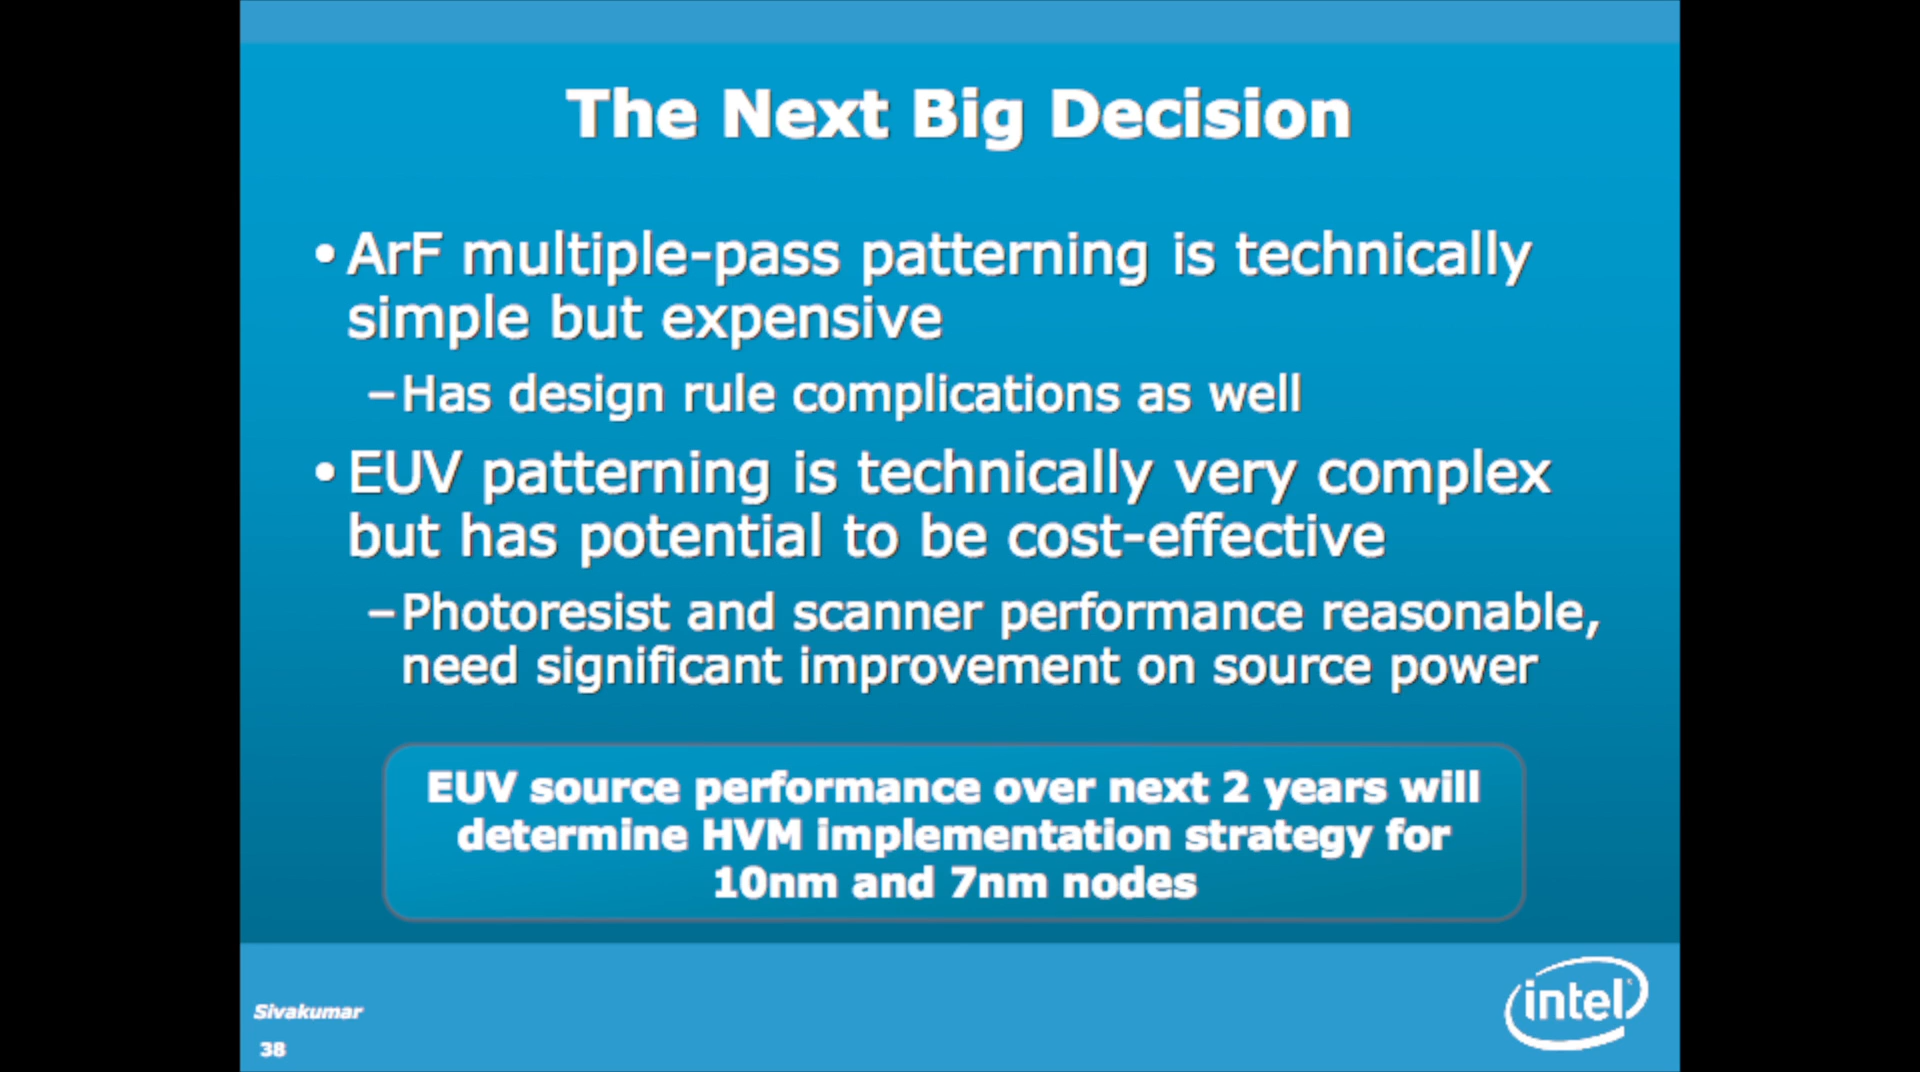 The Next Big Decision
• ArF multiple-pass patterning is technically
simple but expensive
– Has design rule complications as well
• EUV patterning is technically very complex
but has potential to be cost-effective
– Photoresist and scanner performance reasonable,
need significant improvement on source power
EUV source performance over next 2 years will
determine HVM implementation strategy for
10nm and 7nm nodes
Sivakumar
38
intel